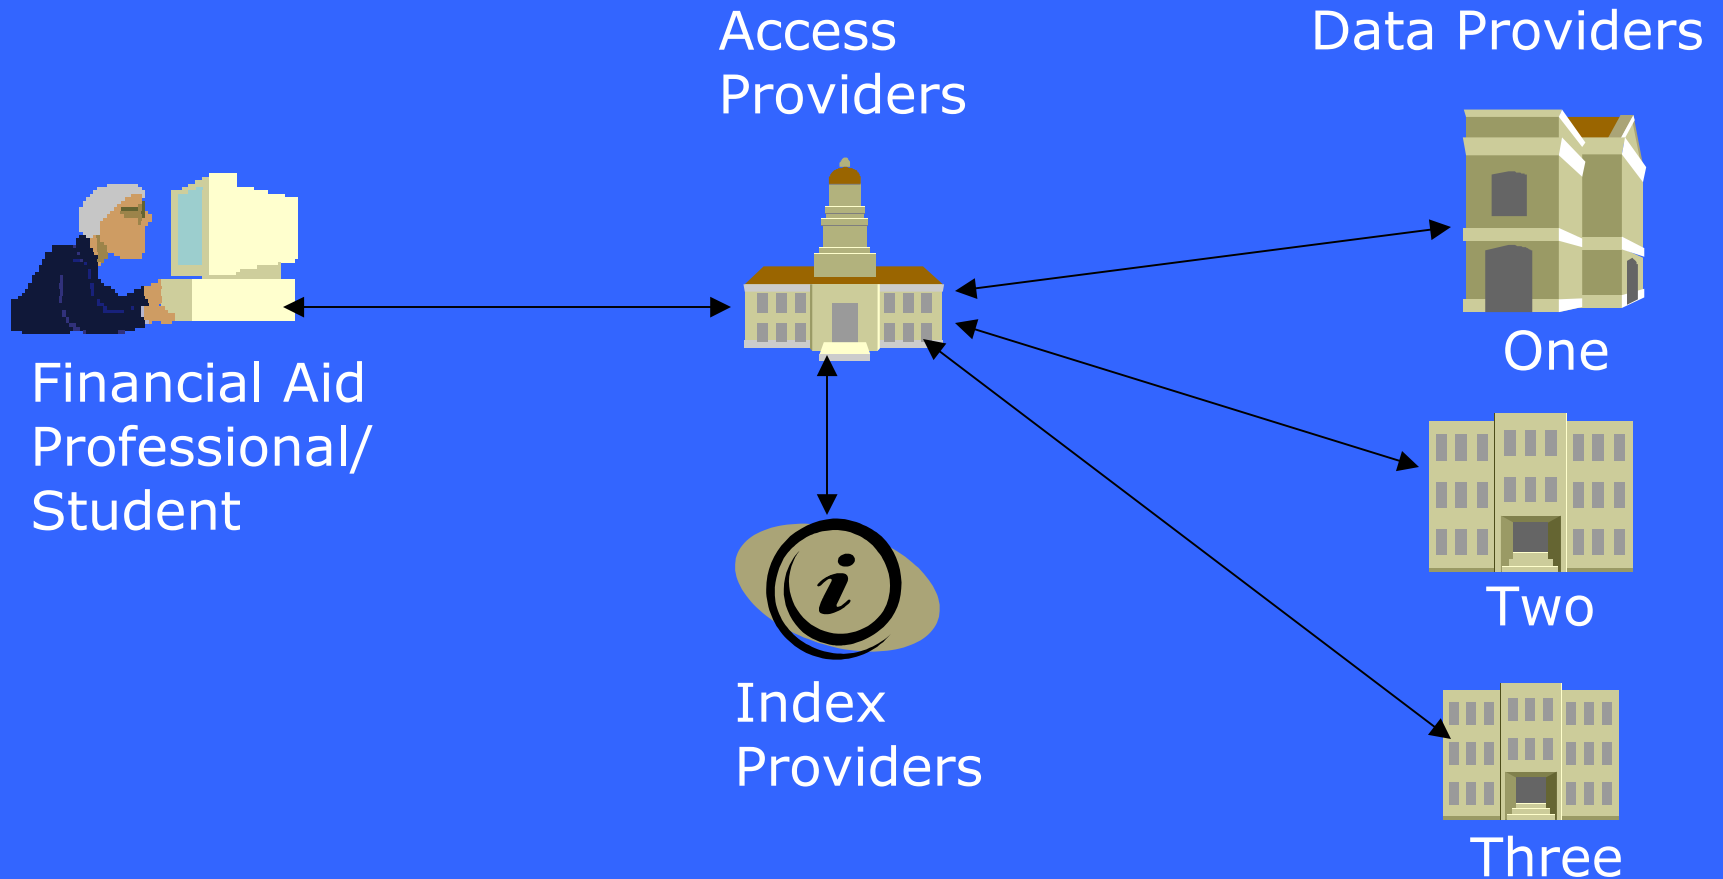 Access
Providers
Data Providers
Financial Aid
Professional/
Student
One
Two
Index
Providers
Three